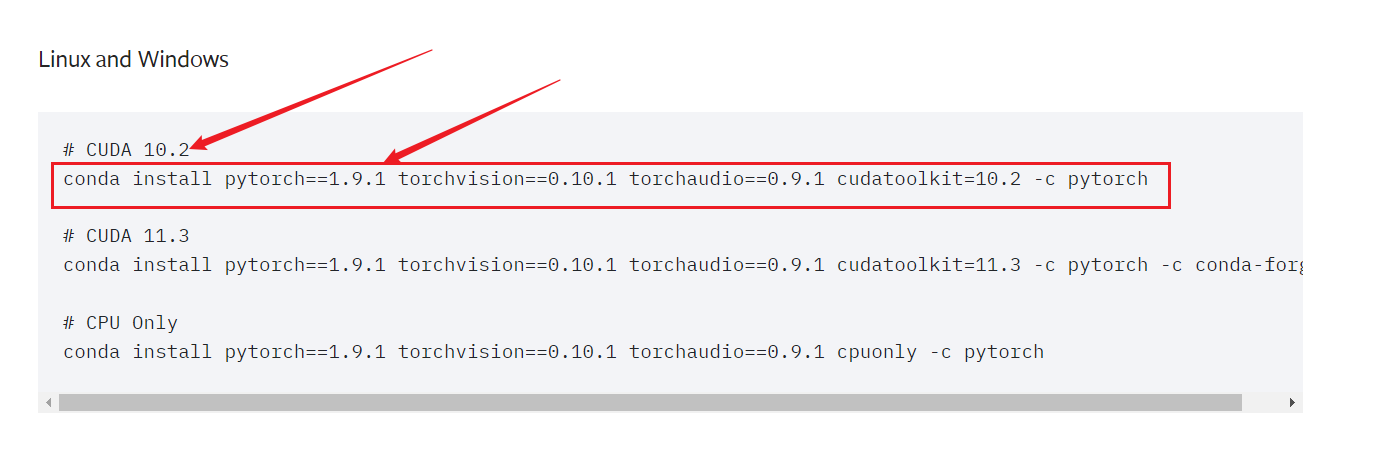 Linux and Windows
# CUDA 10.2
conda install pytorch==1.9.1 torchvision==0.10.1 torchaudio==0.9.1 cudatoolkit=10.2 -c pytorch
# CUDA 11.3
conda install pytorch==1.9.1 torchvision==0.10.1 torchaudio==0.9.1 cudatoolkit=11.3 -c pytorch -c conda-forg
# CPU Only
conda install pytorch==1.9.1 torchvision==0.10.1 torchaudio==0.9.1 cpuonly -c pytorch